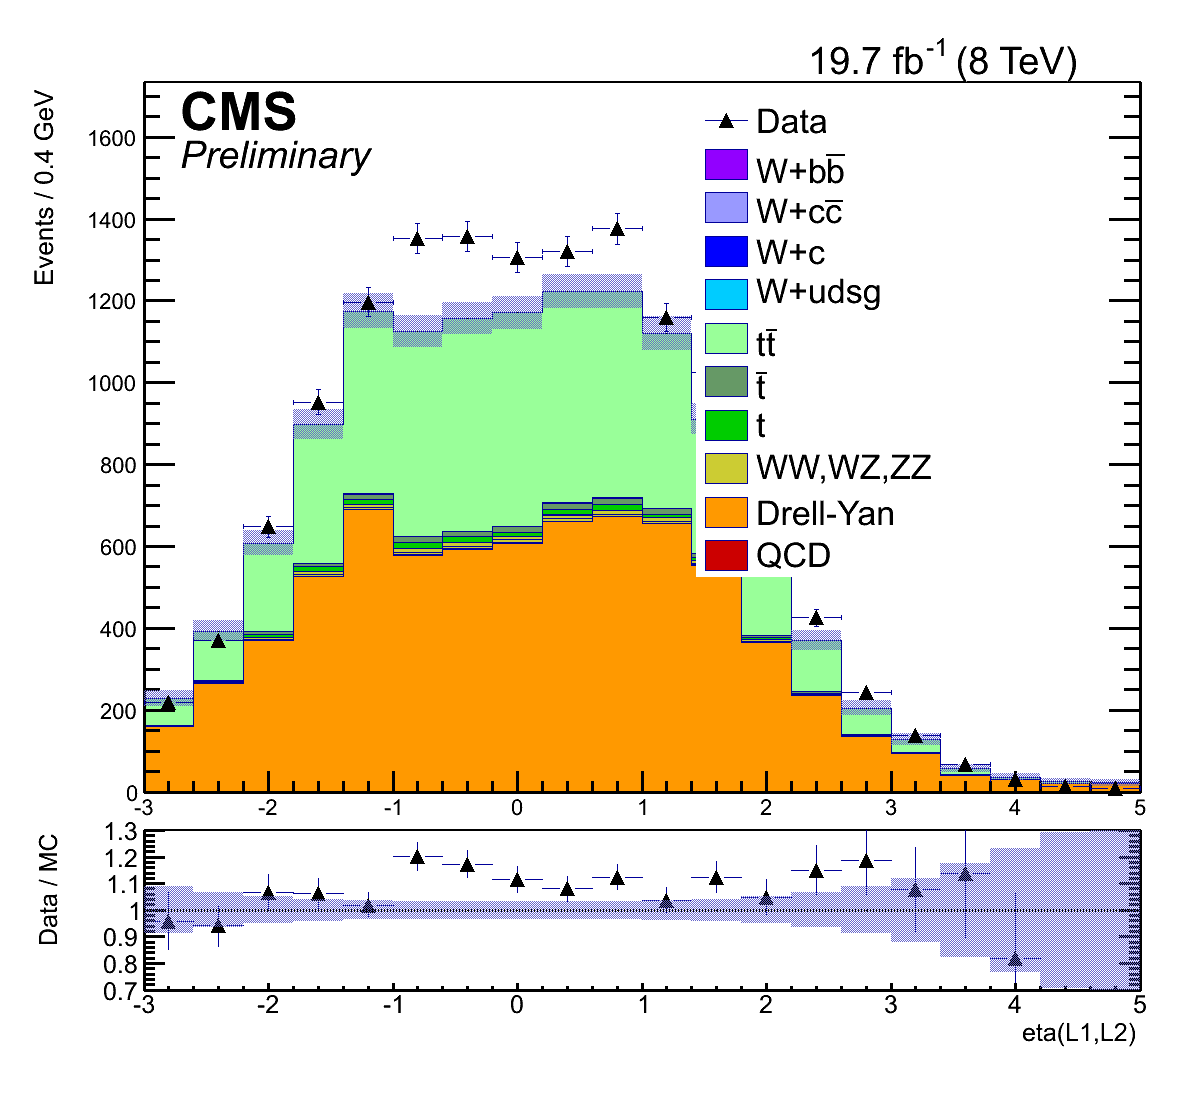 19.7 fb⁻¹ (8 TeV)
CMS
Preliminary
Events / 0.4 GeV
1600
1400
1200
1000
800
600
400
200
0
Data
W+bb̅
W+cc̅
W+c
W+udsg
tt̅
t̅
t
WW,WZ,ZZ
Drell-Yan
QCD
-3 -2 -1 0 1 2 3 4 5
Data / MC
1.3
1.2
1.1
1
0.9
0.8
0.7
-3 -2 -1 0 1 2 3 4 5
eta(L1,L2)